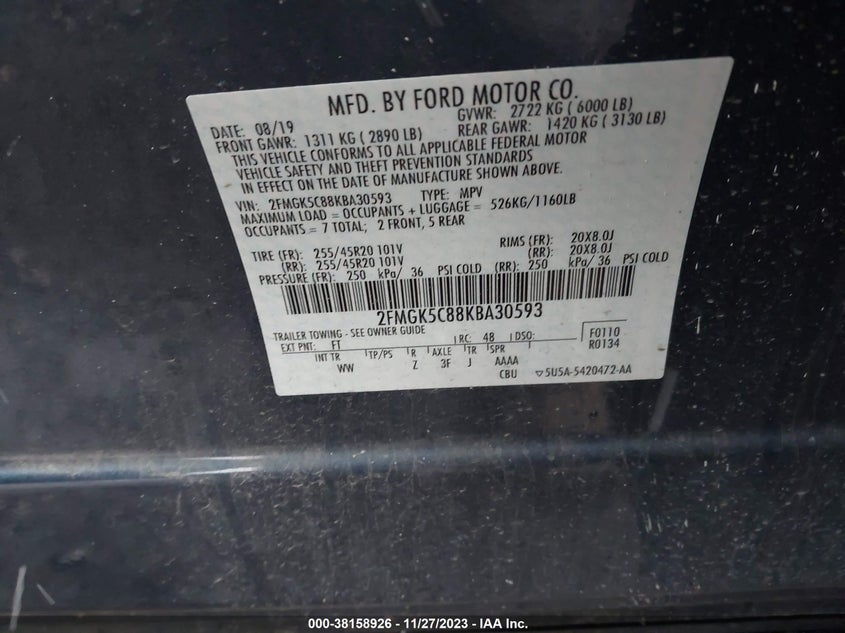 MFD. BY FORD MOTOR CO.
DATE: 08/19 GVWR: 2722 KG ( 6000 LB)
FRONT GAWR: 1311 KG ( 2890 LB) REAR GAWR: 1420 KG ( 3130 LB)
THIS VEHICLE CONFORMS TO ALL APPLICABLE FEDERAL MOTOR
VEHICLE SAFETY AND THEFT PREVENTION STANDARDS
IN EFFECT ON THE DATE OF MANUFACTURE SHOWN ABOVE.
VIN: 2FMGK5C88KBA30593 TYPE: MPV
MAXIMUM LOAD = OCCUPANTS + LUGGAGE = 526KG/1160LB
OCCUPANTS = 7 TOTAL; 2 FRONT, 5 REAR
TIRE (FR): 255/45R20 101V RIMS (FR): 20X8.0J
(RR): 255/45R20 101V (RR): 20X8.0J
PRESSURE (FR): 250 kPa/ 36 PSI COLD (RR): 250 kPa/ 36 PSI COLD
2FMGK5C88KBA30593
TRAILER TOWING - SEE OWNER GUIDE
EXT PNT: FT RC: 48 DSO: F0110
R0134
INT TR TP/PS R AXLE TR SPR
WW Z 3F J AAAA
CBU ▽5U5A-5420472-AA
000-38158926 - 11/27/2023 - IAA Inc.